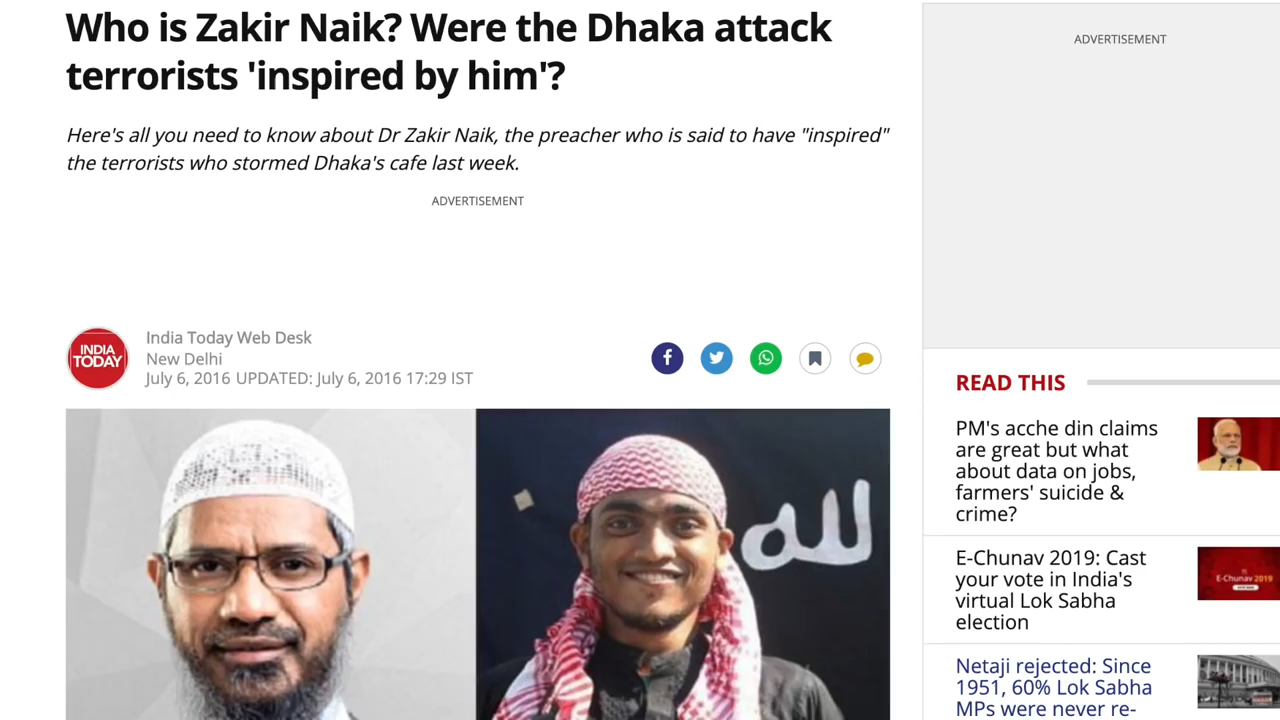 Who is Zakir Naik? Were the Dhaka attack
terrorists 'inspired by him'?
Here's all you need to know about Dr Zakir Naik, the preacher who is said to have "inspired"
the terrorists who stormed Dhaka's cafe last week.
ADVERTISEMENT
INDIA
TODAY
India Today Web Desk
New Delhi
July 6, 2016 UPDATED: July 6, 2016 17:29 IST
الله
ADVERTISEMENT
READ THIS
PM's acche din claims
are great but what
about data on jobs,
farmers' suicide &
crime?
E-Chunav 2019: Cast
your vote in India's
virtual Lok Sabha
election
E-Chunav 2019
Netaji rejected: Since
1951, 60% Lok Sabha
MPs were never re-